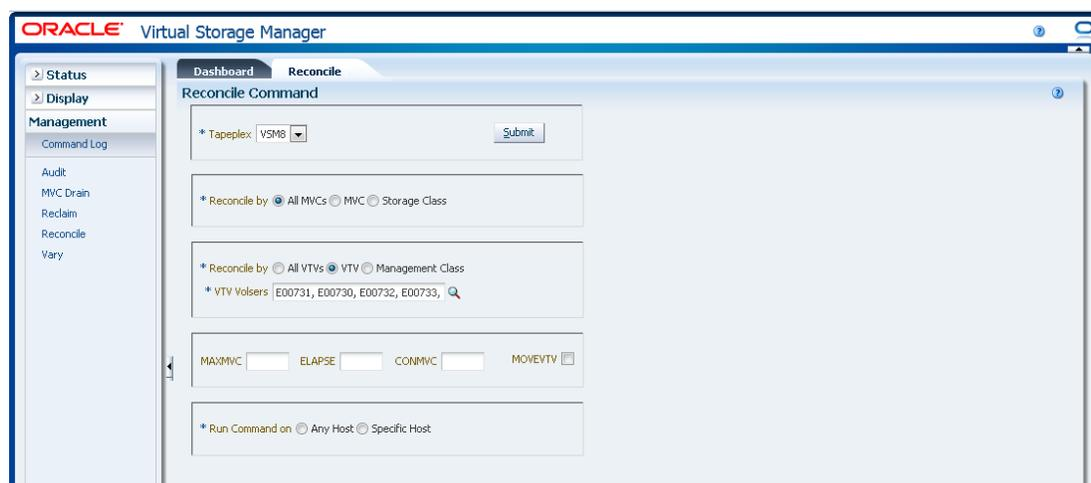 ORACLE Virtual Storage Manager
Status
Display
Management
Command Log
Audit
MVC Drain
Reclaim
Reconcile
Vary
Dashboard Reconcile
Reconcile Command
* Tapeplex VSM8 Submit
* Reconcile by All MVCs MVC Storage Class
* Reconcile by All VTVs VTV Management Class
* VTV Volsers E00731, E00730, E00732, E00733,
MAXMVC ELAPSE CONMVC MOVEVTV
* Run Command on Any Host Specific Host